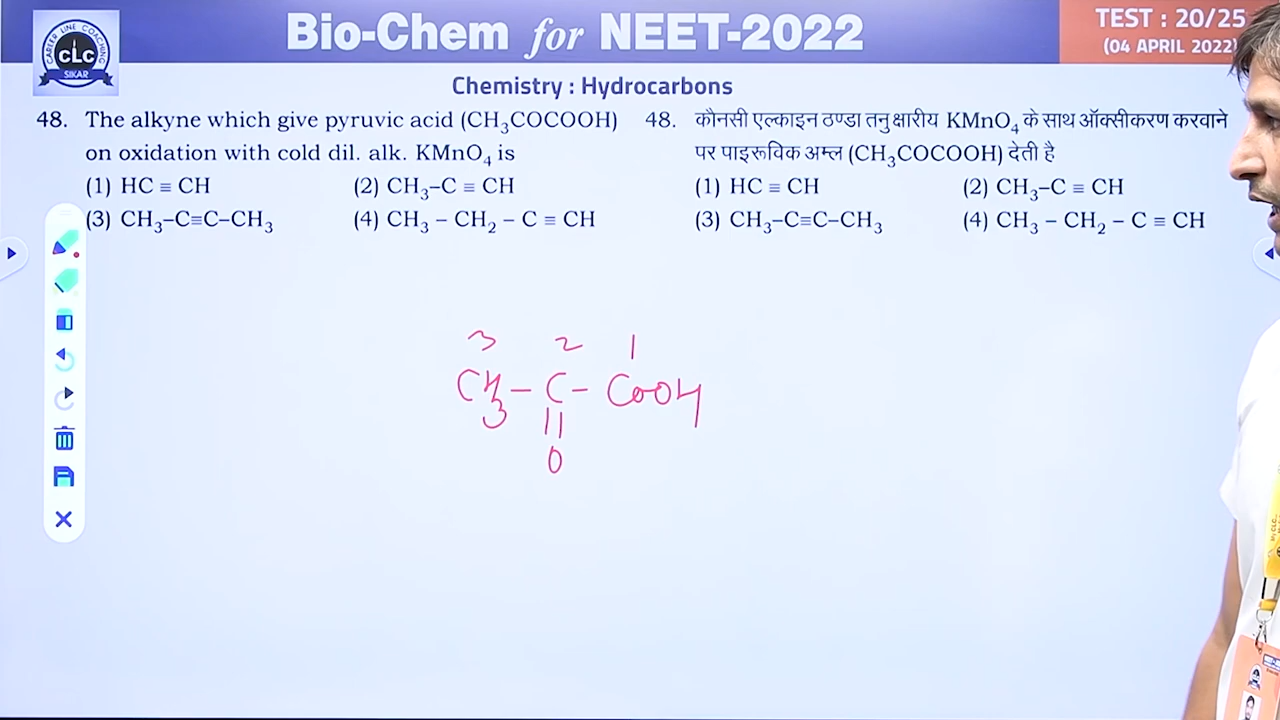 Bio-Chem for NEET-2022
TEST : 20/25
(04 APRIL 2022)
CAREER LINE COACHING
CLC
SIKAR
Chemistry : Hydrocarbons
48. The alkyne which give pyruvic acid (CH₃COCOOH)
on oxidation with cold dil. alk. KMnO₄ is
(1) HC ≡ CH (2) CH₃–C ≡ CH
(3) CH₃–C≡C–CH₃ (4) CH₃ – CH₂ – C ≡ CH
48. कौनसी एल्काइन ठण्डा तनु क्षारीय KMnO₄ के साथ ऑक्सीकरण करवाने
पर पाइरूविक अम्ल (CH₃COCOOH) देती है
(1) HC ≡ CH (2) CH₃–C ≡ CH
(3) CH₃–C≡C–CH₃ (4) CH₃ – CH₂ – C ≡ CH
3 2 1
CH₃ – C – COOH
||
O